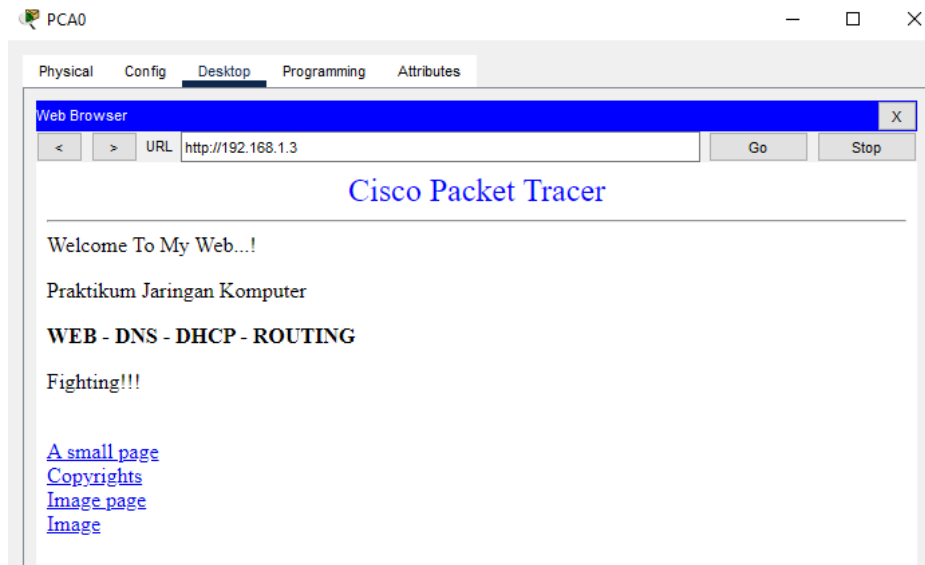 PCA0
Physical Config Desktop Programming Attributes
Web Browser X
< > URL http://192.168.1.3 Go Stop
Cisco Packet Tracer
Welcome To My Web...!
Praktikum Jaringan Komputer
WEB - DNS - DHCP - ROUTING
Fighting!!!
A small page
Copyrights
Image page
Image